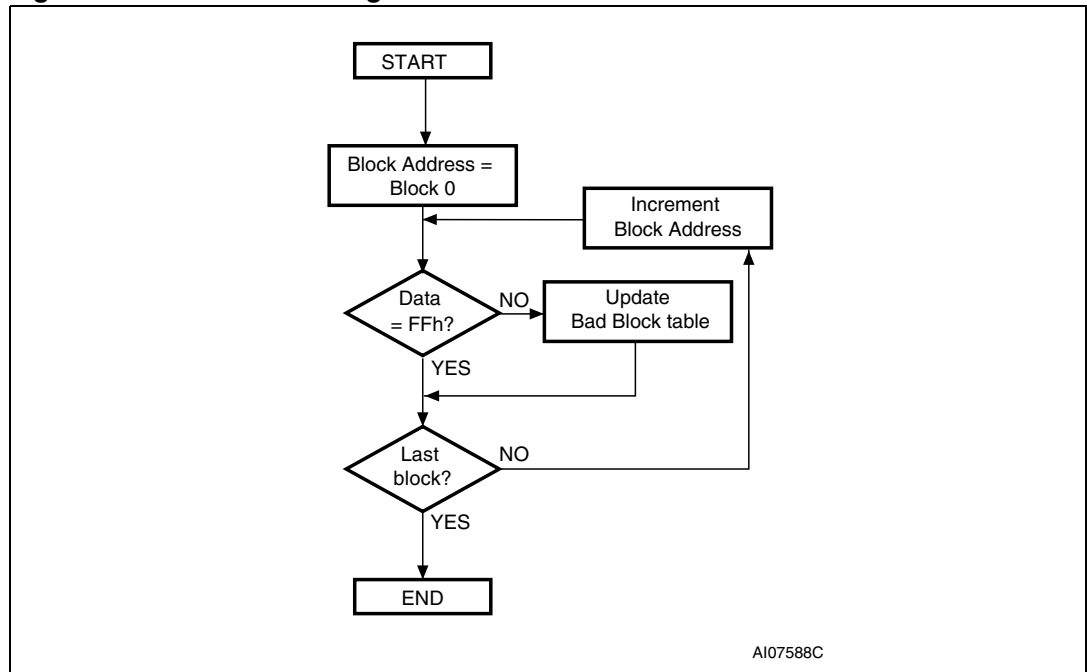 START
Block Address =
Block 0
Increment
Block Address
Data
= FFh?
NO
Update
Bad Block table
YES
Last
block?
NO
YES
END
AI07588C